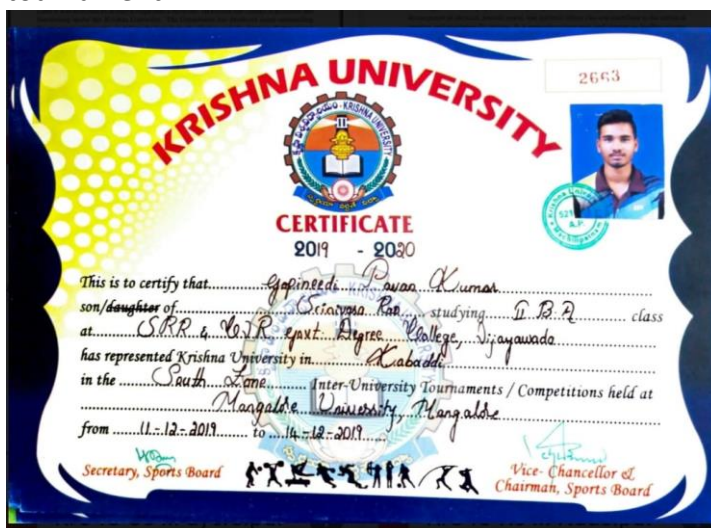 KRISHNA UNIVERSITY
2663
CERTIFICATE
2019 - 2020
This is to certify that Gopineedi Pavan Kumar
son/daughter of Srinivasa Rao studying II B.A class
at S.R.R & C.V.R Govt. Degree College, Vijayawada
has represented Krishna University in Kabaddi
in the South Zone Inter-University Tournaments / Competitions held at
Mangalore University, Mangalore
from 11-12-2019 to 14-12-2019
Secretary, Sports Board
Vice-Chancellor &
Chairman, Sports Board